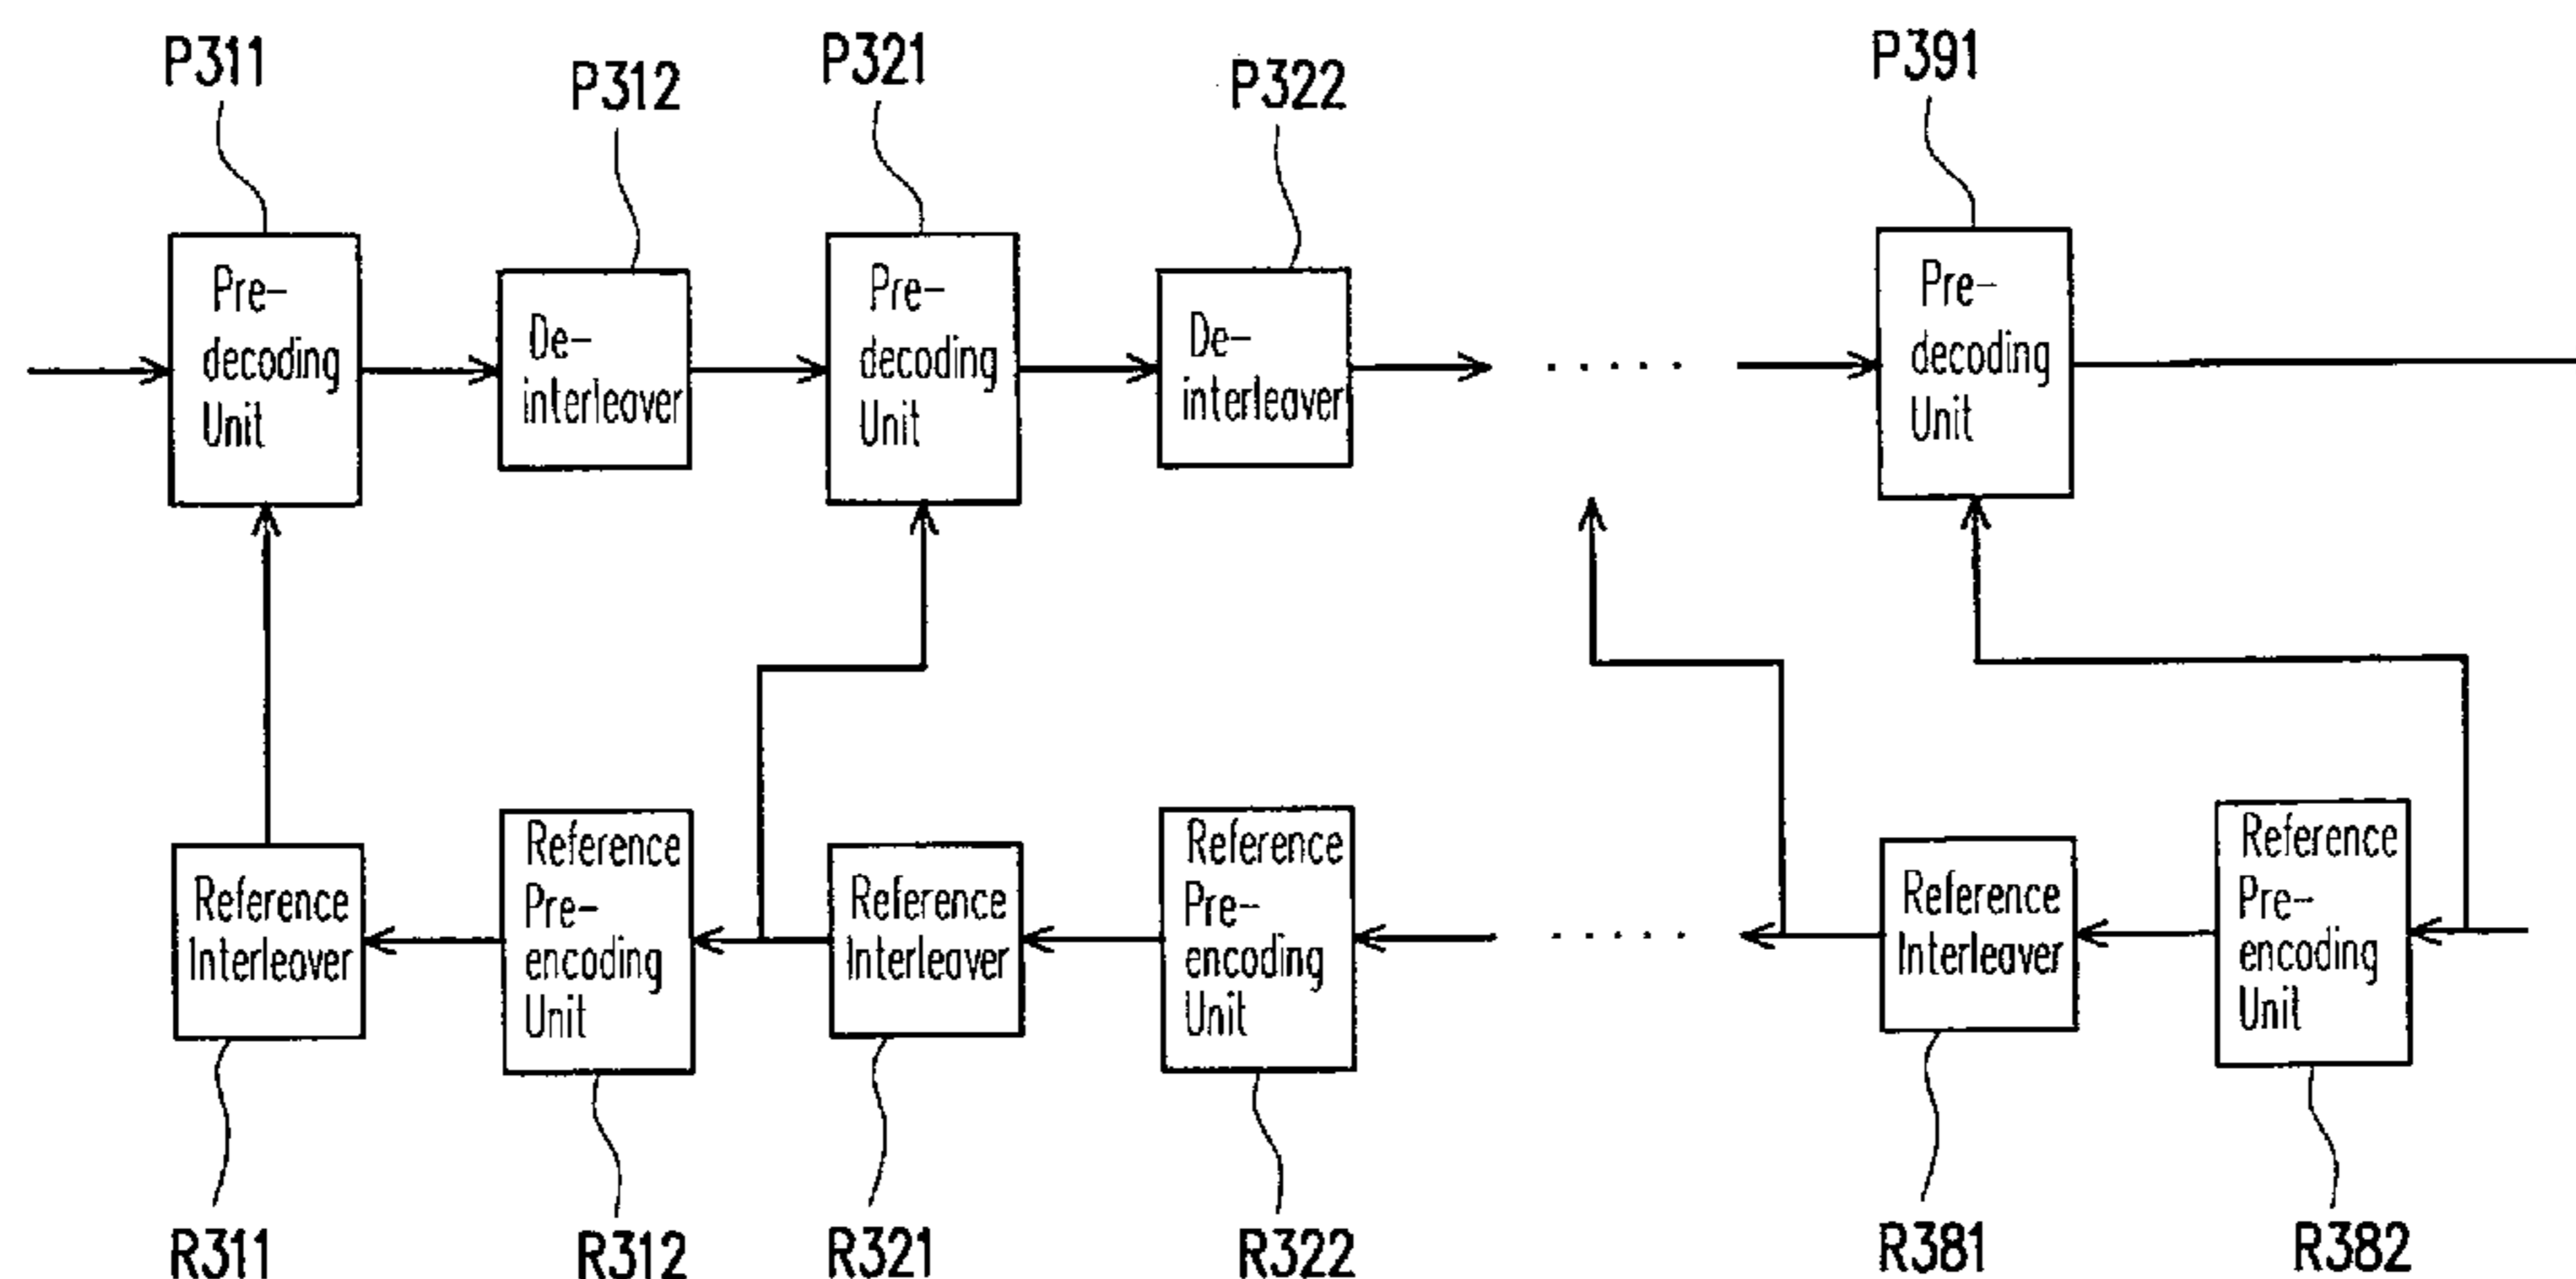 P311
P312
P321
P322
P391
Pre-
decoding
Unit
De-
interleaver
Pre-
decoding
Unit
De-
interleaver
.....
Pre-
decoding
Unit
Reference
Interleaver
Reference
Pre-
encoding
Unit
Reference
Interleaver
Reference
Pre-
encoding
Unit
.....
Reference
Interleaver
Reference
Pre-
encoding
Unit
R311
R312
R321
R322
R381
R382